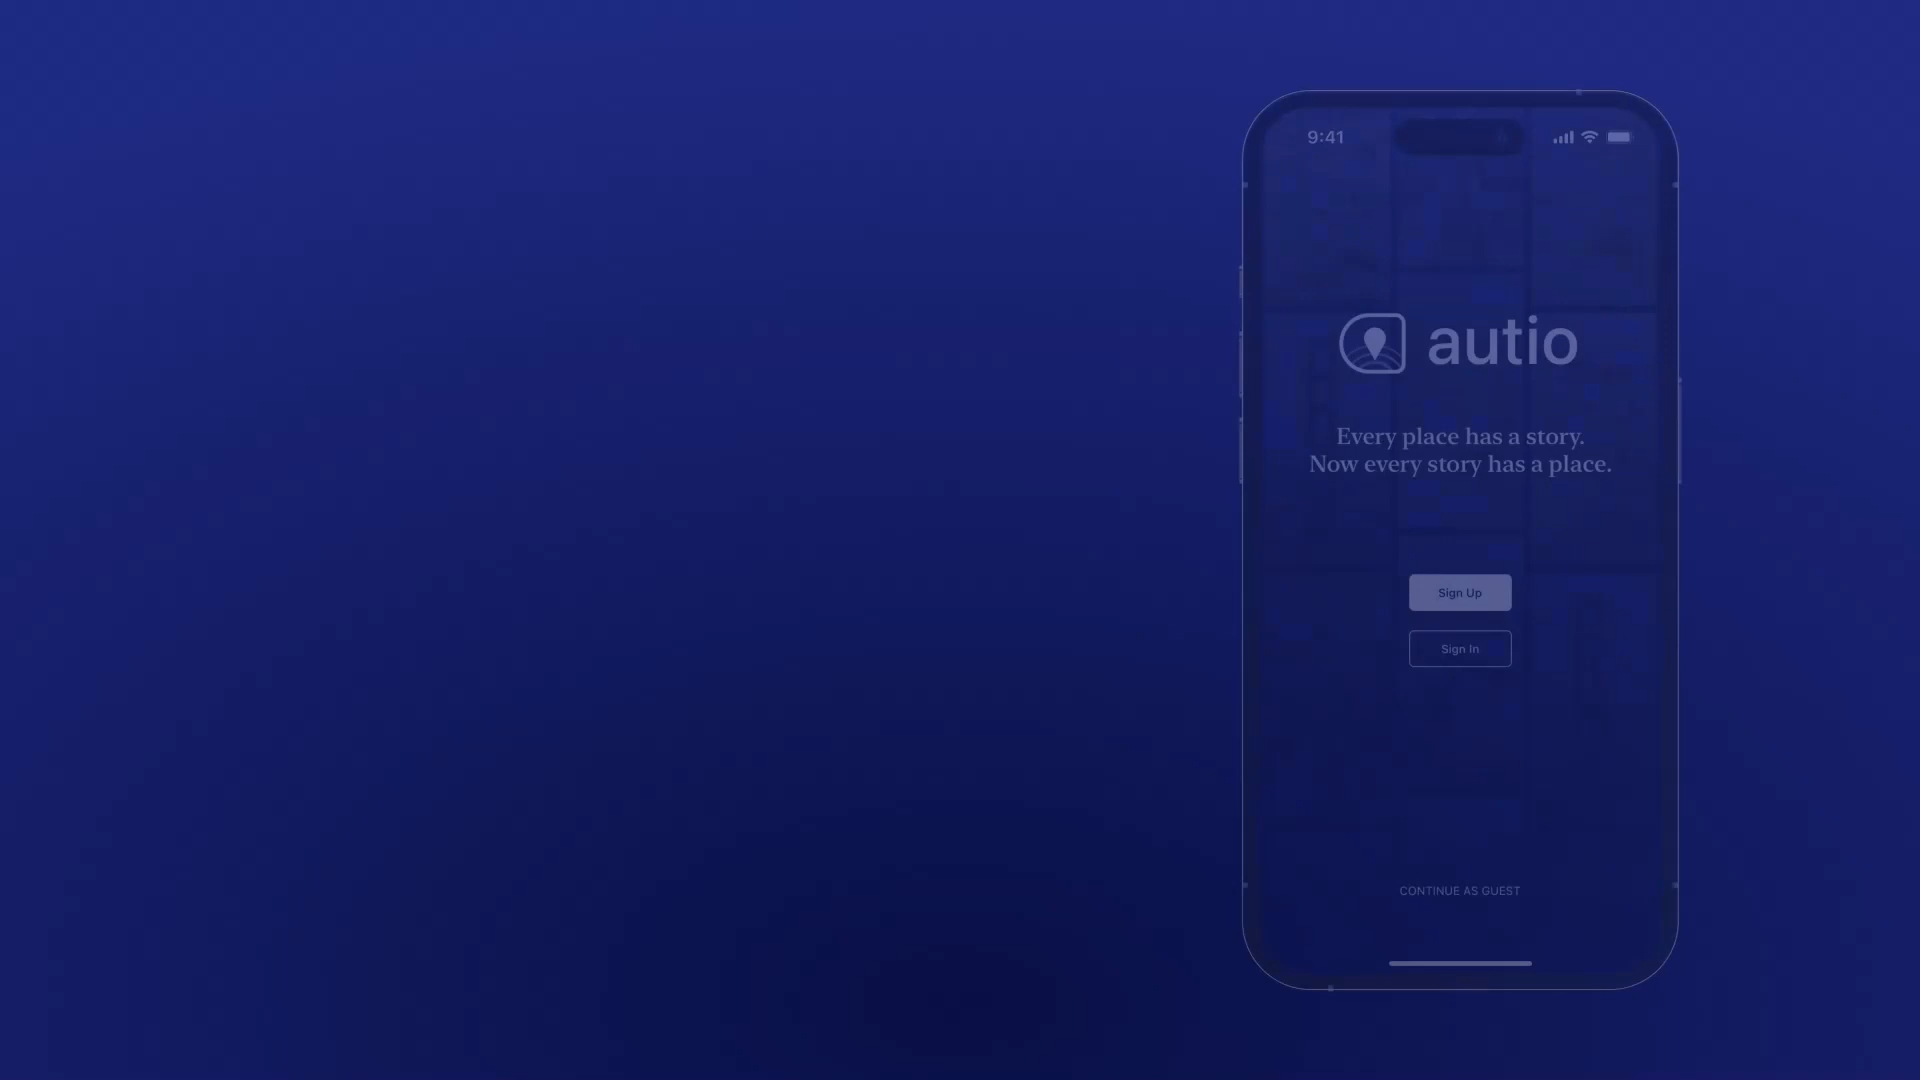 9:41
autio
Every place has a story.
Now every story has a place.
Sign Up
Sign In
CONTINUE AS GUEST